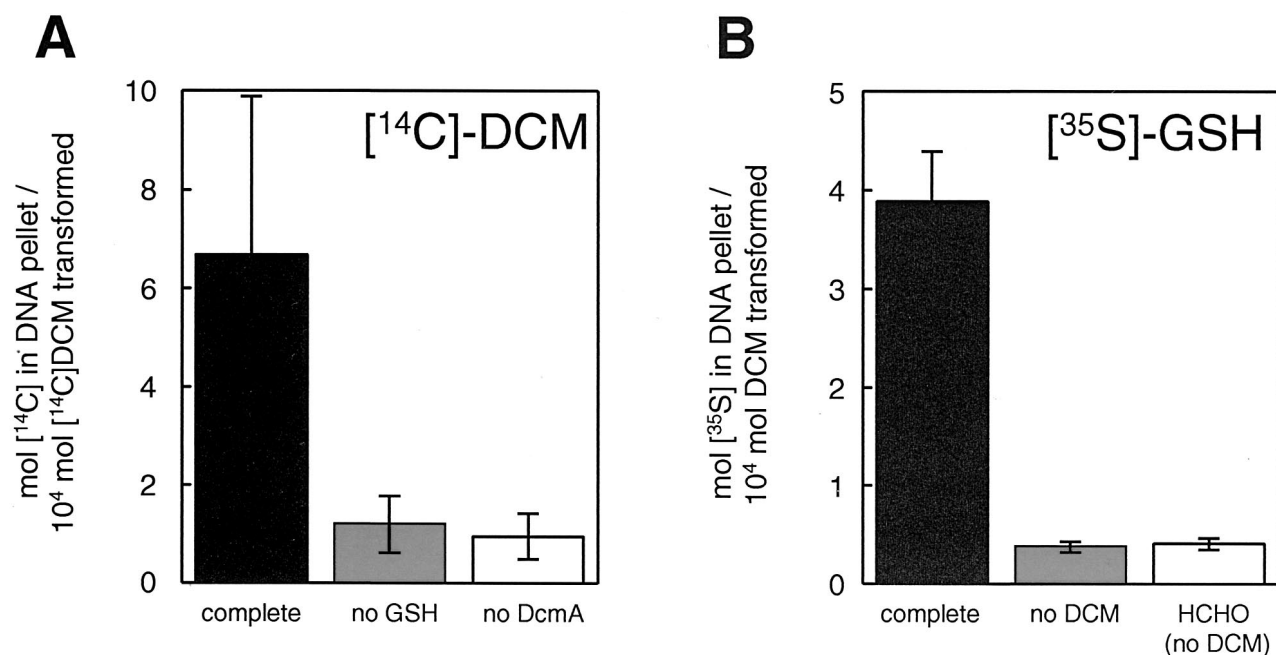 A
mol [¹⁴C] in DNA pellet /
10⁴ mol [¹⁴C]DCM transformed
10
8
6
4
2
0
[¹⁴C]-DCM
complete
no GSH
no DcmA
B
mol [³⁵S] in DNA pellet /
10⁴ mol DCM transformed
5
4
3
2
1
0
[³⁵S]-GSH
complete
no DCM
HCHO
(no DCM)